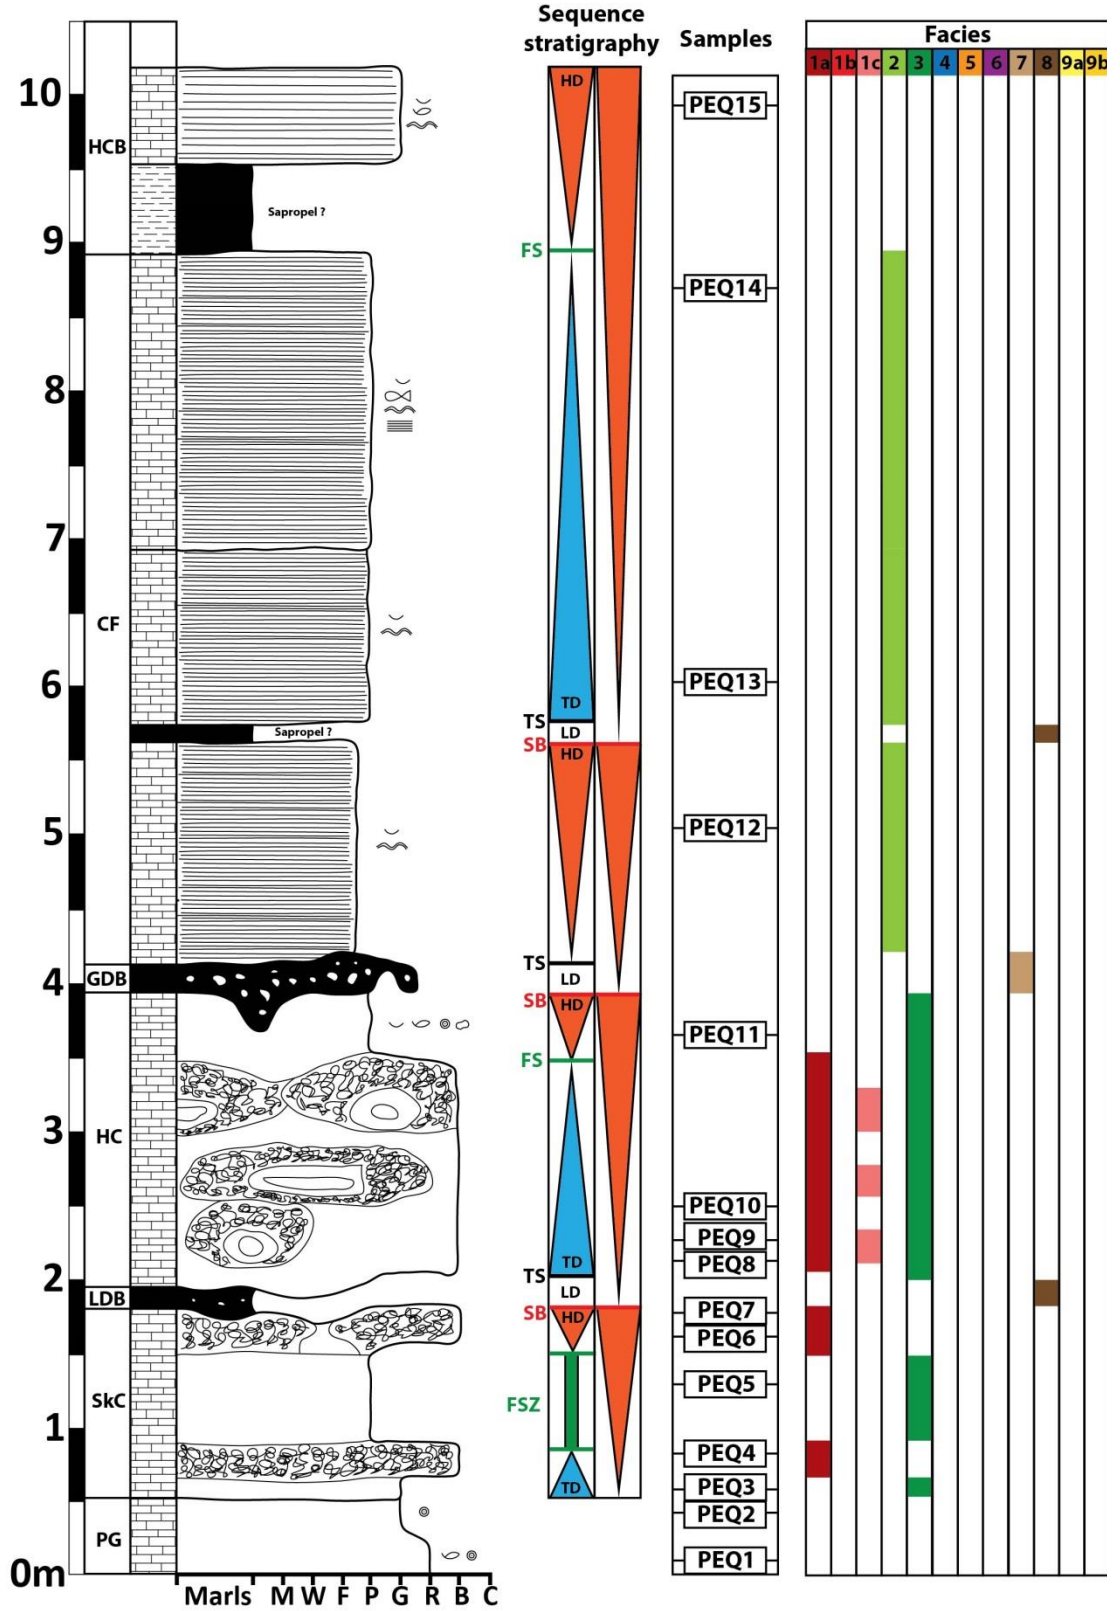 Sequence
stratigraphy
Samples
Facies
1a 1b 1c 2 3 4 5 6 7 8 9a 9b
10
HD
PEQ15
HCB
Sapropel ?
9
FS
PEQ14
8
7
CF
6
PEQ13
TD
TS
LD
Sapropel ?
SB
HD
5
PEQ12
TS
4
GDB
LD
SB
HD
PEQ11
FS
3
HC
PEQ10
PEQ9
PEQ8
TD
2
TS
LDB
LD
SB
HD
PEQ7
PEQ6
PEQ5
SkC
FSZ
1
PEQ4
PEQ3
TD
PEQ2
PG
PEQ1
0m
Marls M W F P G R B C